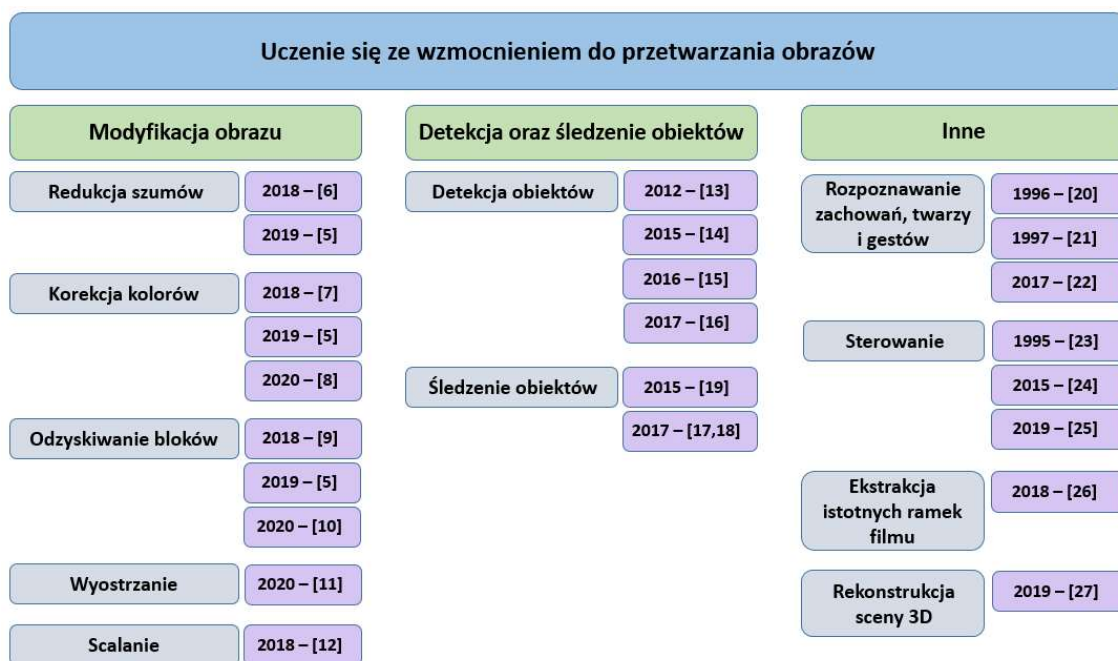 Uczenie się ze wzmocnieniem do przetwarzania obrazów
Modyfikacja obrazu
Redukcja szumów
2018 – [6]
2019 – [5]
Korekcja kolorów
2018 – [7]
2019 – [5]
2020 – [8]
Odzyskiwanie bloków
2018 – [9]
2019 – [5]
2020 – [10]
Wyostrzanie
2020 – [11]
Scalanie
2018 – [12]
Detekcja oraz śledzenie obiektów
Detekcja obiektów
2012 – [13]
2015 – [14]
2016 – [15]
2017 – [16]
Śledzenie obiektów
2015 – [19]
2017 – [17,18]
Inne
Rozpoznawanie
zachowań, twarzy
i gestów
1996 – [20]
1997 – [21]
2017 – [22]
Sterowanie
1995 – [23]
2015 – [24]
2019 – [25]
Ekstrakcja
istotnych ramek
filmu
2018 – [26]
Rekonstrukcja
sceny 3D
2019 – [27]